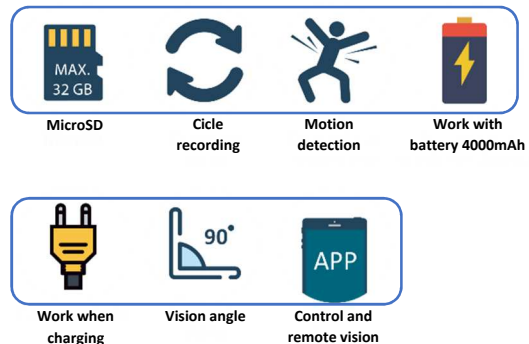 MAX.
32 GB
MicroSD
Cicle
recording
Motion
detection
Work with
battery 4000mAh
90°
APP
Work when
charging
Vision angle
Control and
remote vision